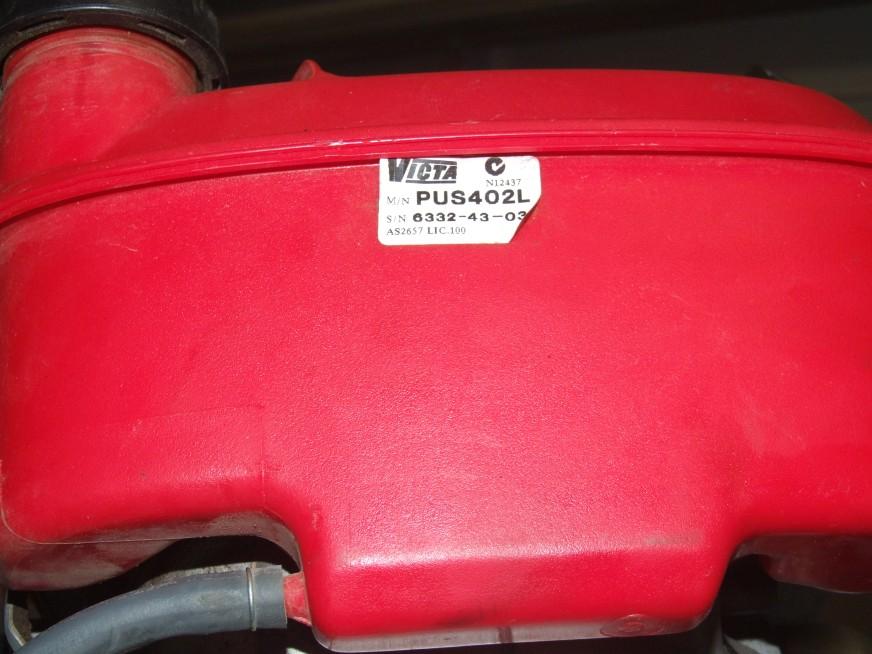 VICTA
N12437
M/N PUS402L
S/N 6332-43-03
AS2657 LIC.100